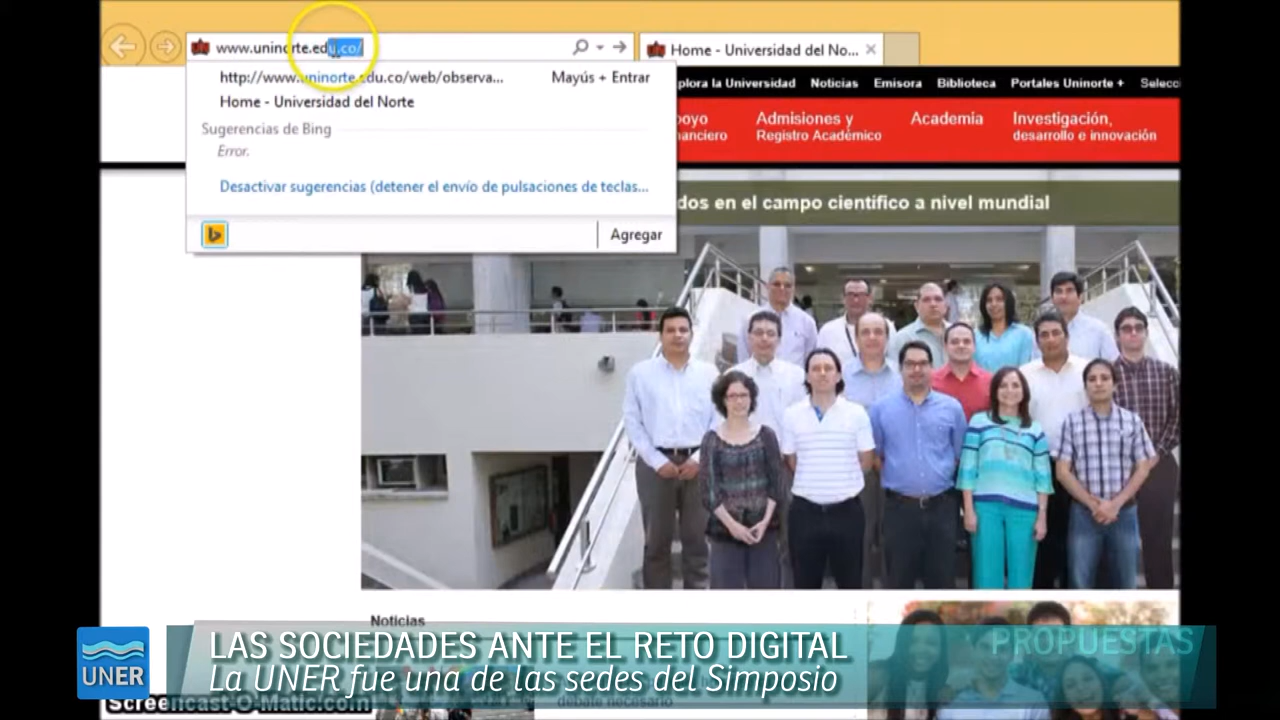 www.uninorte.edu.co/
Home - Universidad del No...
http://www.uninorte.edu.co/web/observa... Mayús + Entrar
Home - Universidad del Norte
Sugerencias de Bing
Error.
Desactivar sugerencias (detener el envío de pulsaciones de teclas...
Agregar
plora la Universidad Noticias Emisora Biblioteca Portales Uninorte + Selecc
poyo
nanciero
Admisiones y
Registro Académico
Academia
Investigación,
desarrollo e innovación
dos en el campo científico a nivel mundial
Noticias
PROPUESTAS
LAS SOCIEDADES ANTE EL RETO DIGITAL
La UNER fue una de las sedes del Simposio
UNER
debate necesario
Screencast-O-Matic.com